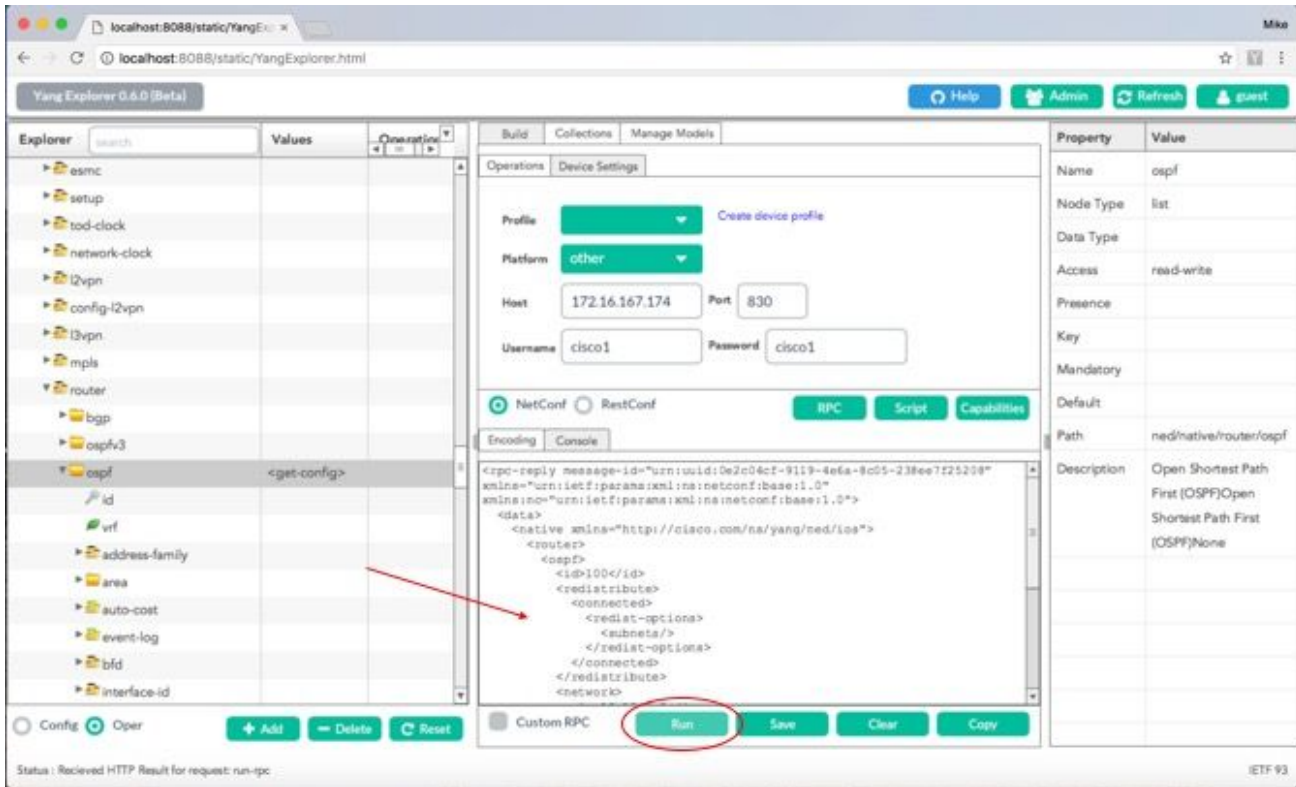 localhost:8088/static/YangEx
Mike
localhost:8088/static/YangExplorer.html
Yang Explorer 0.6.0 (Beta)
Help
Admin
Refresh
guest
Explorer
search
Values
Operation
esmc
setup
tod-clock
network-clock
l2vpn
config-l2vpn
l3vpn
mpls
router
bgp
ospfv3
ospf
<get-config>
id
vrf
address-family
area
auto-cost
event-log
bfd
interface-id
Config
Oper
Add
Delete
Reset
Build
Collections
Manage Models
Operations
Device Settings
Profile
Create device profile
Platform
other
Host
172.16.167.174
Port
830
Username
cisco1
Password
cisco1
NetConf
RestConf
RPC
Script
Capabilities
Encoding
Console
<rpc-reply message-id="urn:uuid:0e2c04cf-9119-4e6a-8c05-238ee7f25208"
xmlns="urn:ietf:params:xml:ns:netconf:base:1.0"
xmlns:nc="urn:ietf:params:xml:ns:netconf:base:1.0">
<data>
<native xmlns="http://cisco.com/ns/yang/ned/ios">
<router>
<ospf>
<id>100</id>
<redistribute>
<connected>
<redist-options>
<subnets/>
</redist-options>
</connected>
</redistribute>
<network>
Custom RPC
Run
Save
Clear
Copy
Property
Value
Name
ospf
Node Type
list
Data Type
Access
read-write
Presence
Key
Mandatory
Default
Path
ned/native/router/ospf
Description
Open Shortest Path
First (OSPF)Open
Shortest Path First
(OSPF)None
Status : Recieved HTTP Result for request: run-rpc
IETF 93